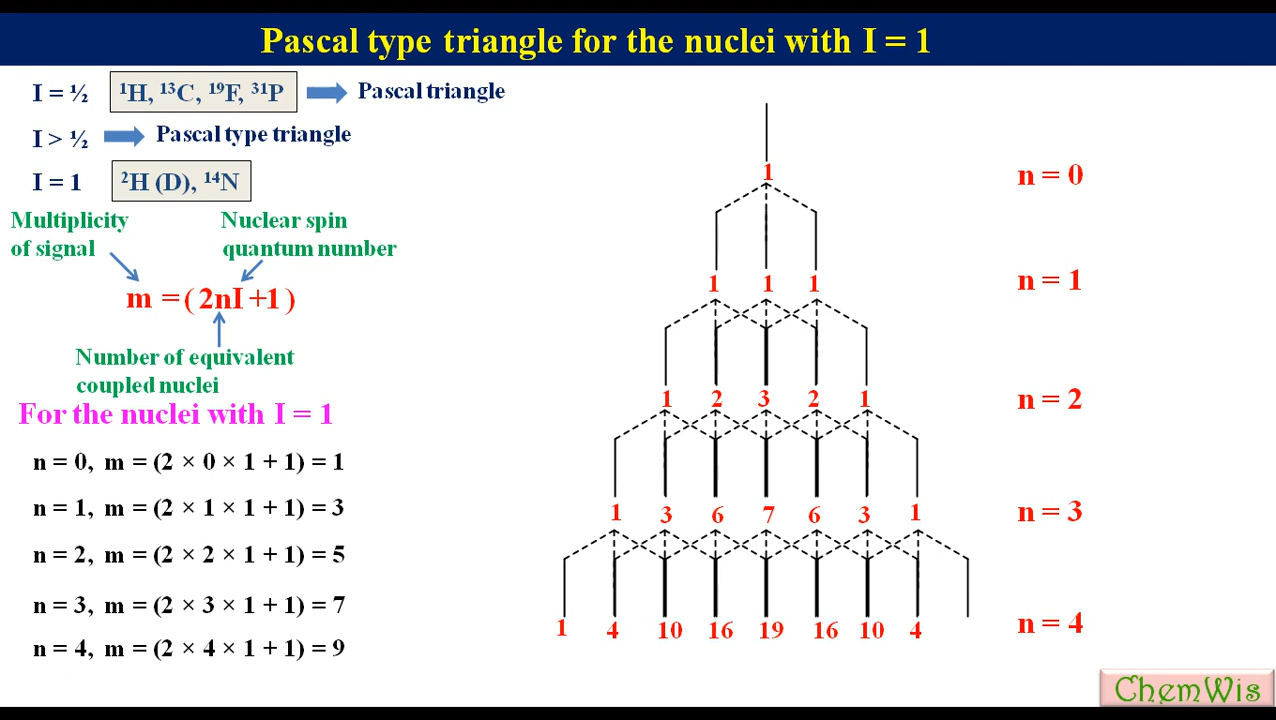 Pascal type triangle for the nuclei with I = 1
I = ½ ¹H, ¹³C, ¹⁹F, ³¹P Pascal triangle
I > ½ Pascal type triangle
I = 1 ²H (D), ¹⁴N
Multiplicity
of signal
Nuclear spin
quantum number
m = ( 2nI +1 )
Number of equivalent
coupled nuclei
For the nuclei with I = 1
n = 0, m = (2 × 0 × 1 + 1) = 1
n = 1, m = (2 × 1 × 1 + 1) = 3
n = 2, m = (2 × 2 × 1 + 1) = 5
n = 3, m = (2 × 3 × 1 + 1) = 7
n = 4, m = (2 × 4 × 1 + 1) = 9
1 n = 0
1 1 1 n = 1
1 2 3 2 1 n = 2
1 3 6 7 6 3 1 n = 3
1 4 10 16 19 16 10 4 n = 4
ChemWis